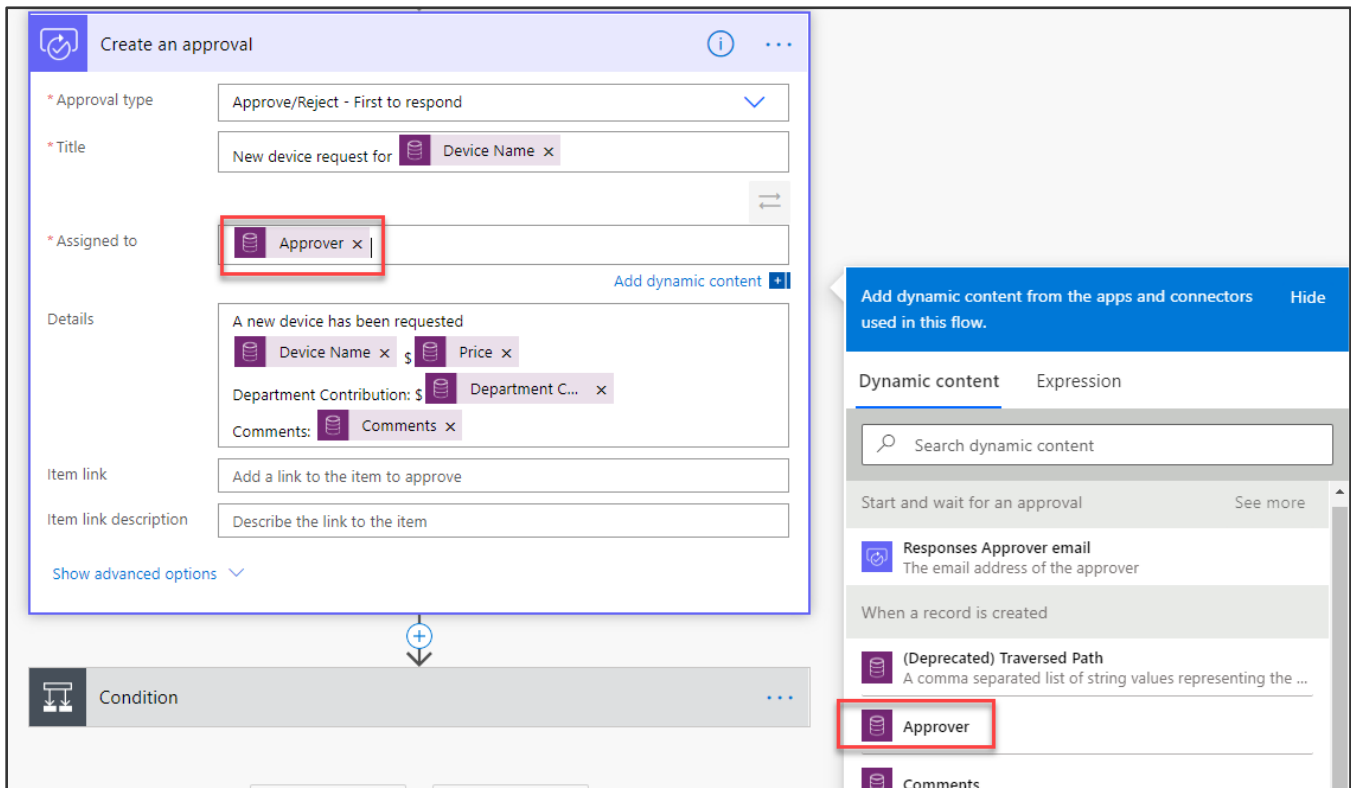 Create an approval
* Approval type
Approve/Reject - First to respond
* Title
New device request for Device Name ×
* Assigned to
Approver ×
Add dynamic content
Details
A new device has been requested
Device Name × $ Price ×
Department Contribution: $ Department C... ×
Comments: Comments ×
Item link
Add a link to the item to approve
Item link description
Describe the link to the item
Show advanced options
Condition
Add dynamic content from the apps and connectors
used in this flow.
Hide
Dynamic content
Expression
Search dynamic content
Start and wait for an approval
See more
Responses Approver email
The email address of the approver
When a record is created
(Deprecated) Traversed Path
A comma separated list of string values representing the ...
Approver
Comments